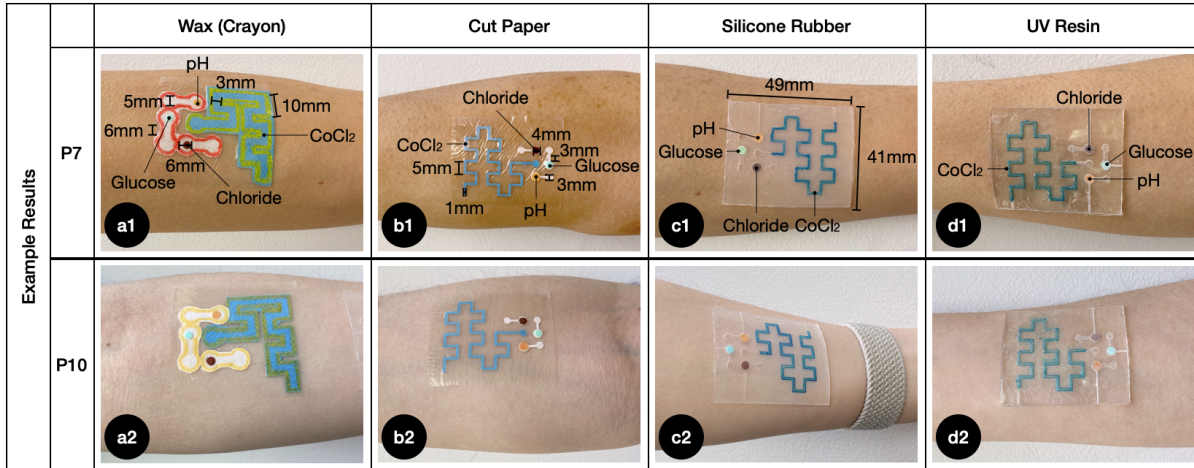 Wax (Crayon)
Cut Paper
Silicone Rubber
UV Resin
Example Results
P7
pH
3mm
5mm
10mm
6mm
CoCl₂
6mm
Glucose
Chloride
a1
Chloride
CoCl₂
4mm
3mm
5mm
Glucose
3mm
1mm
pH
b1
49mm
pH
Glucose
41mm
Chloride CoCl₂
c1
Chloride
Glucose
CoCl₂
pH
d1
P10
a2
b2
c2
d2